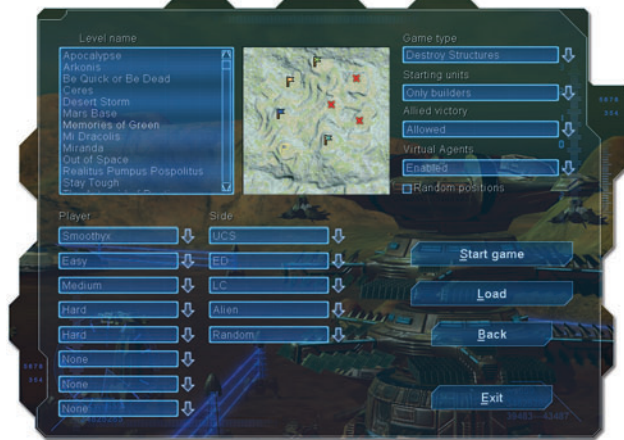 Level name
Apocalypse
Arkonis
Be Quick or Be Dead
Ceres
Desert Storm
Mars Base
Memories of Green
Mi Dracolis
Miranda
Out of Space
Realitus Pumpus Pospolitus
Stay Tough
Game type
Destroy Structures
Starting units
Only builders
Allied victory
Allowed
Virtual Agents
Enabled
Random positions
Player
Side
Smoothyx
UCS
Easy
ED
Medium
LC
Hard
Alien
Hard
Random
None
None
None
Start game
Load
Back
Exit